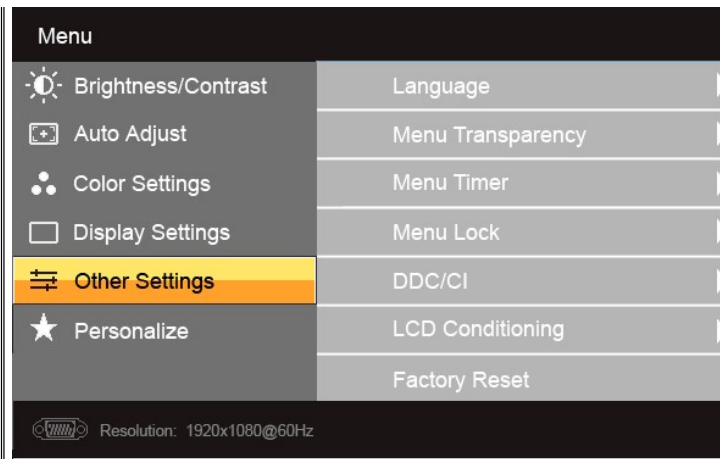 Menu
Brightness/Contrast
Auto Adjust
Color Settings
Display Settings
Other Settings
Personalize
Language
Menu Transparency
Menu Timer
Menu Lock
DDC/CI
LCD Conditioning
Factory Reset
Resolution: 1920x1080@60Hz